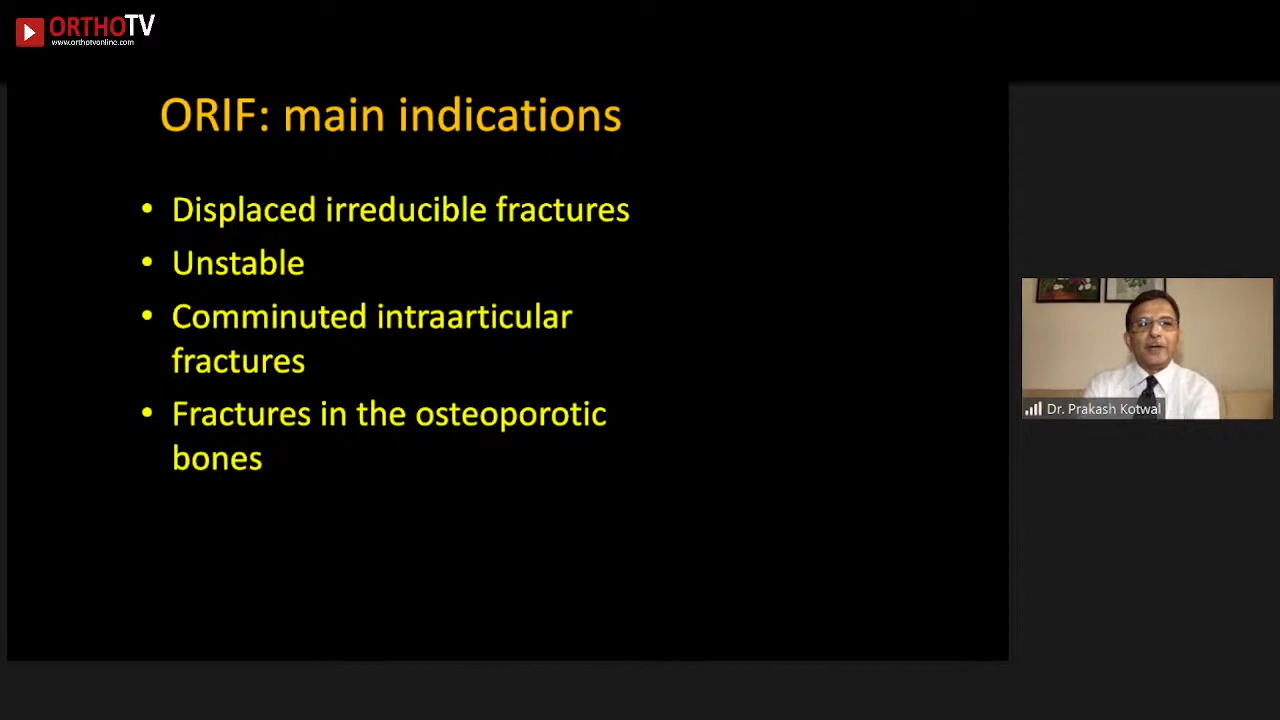 ORTHOTV
www.orthotvonline.com
ORIF: main indications
• Displaced irreducible fractures
• Unstable
• Comminuted intraarticular
fractures
• Fractures in the osteoporotic
bones
Dr. Prakash Kotwal